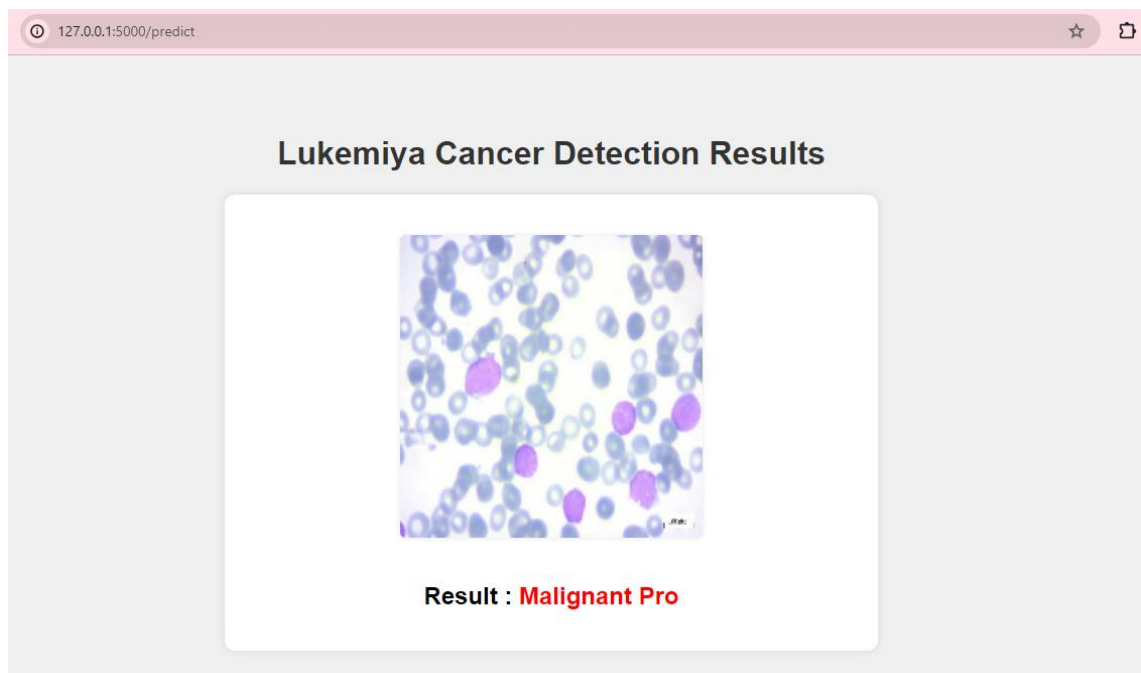 127.0.0.1:5000/predict
Lukemiya Cancer Detection Results
Result : Malignant Pro